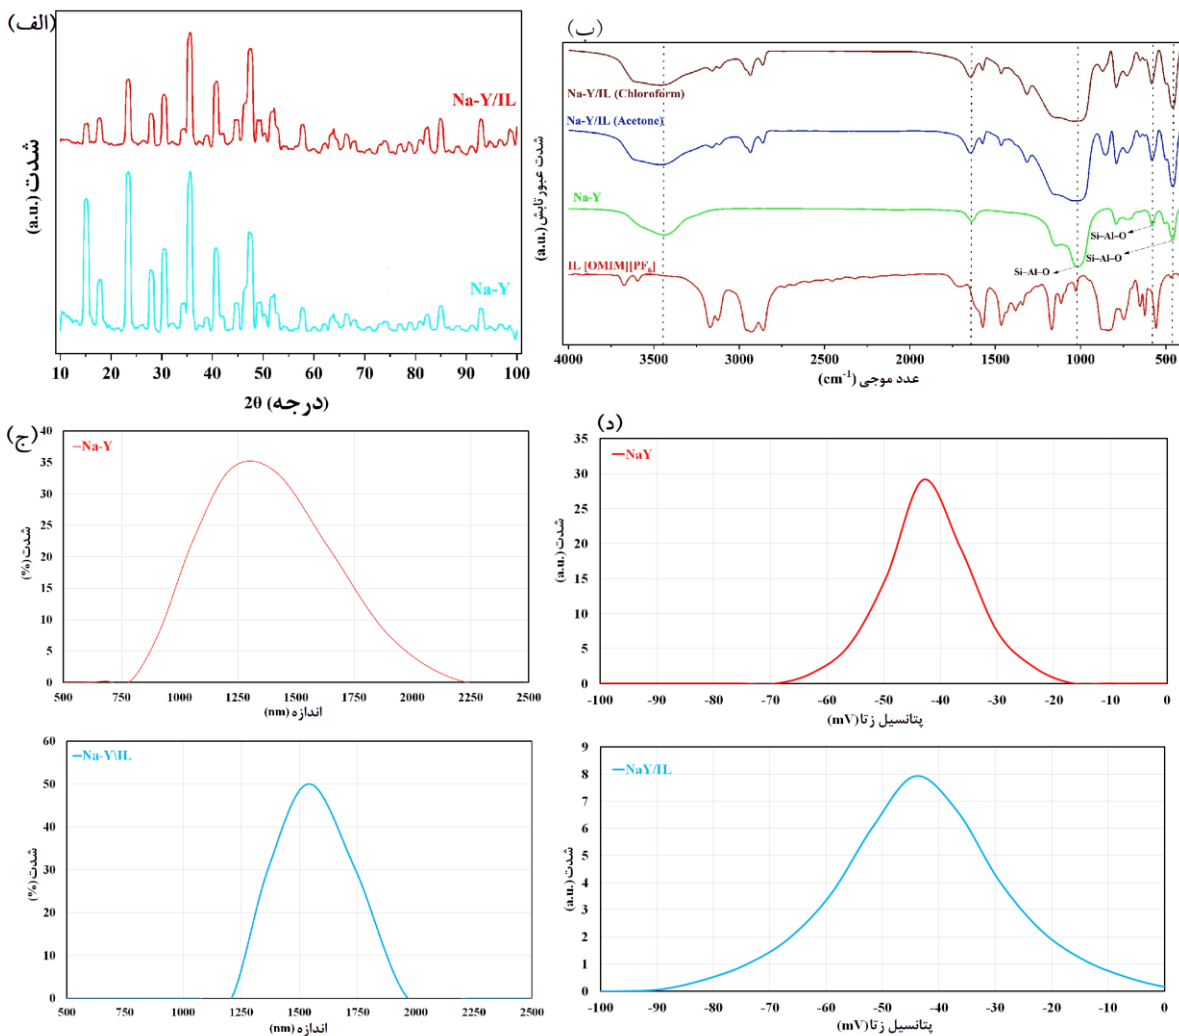 (الف)
Na-Y/IL
Na-Y
شدت (a.u.)
10 20 30 40 50 60 70 80 90 100
2θ (درجه)
(ب)
Na-Y/IL (Chloroform)
Na-Y/IL (Acetone)
Na-Y
Si–Al–O
Si–Al–O
Si–Al–O
IL [OMIM][PF6]
شدت عبور تابش (a.u.)
4000 3500 3000 2500 2000 1500 1000 500
عدد موجی (cm-1)
(ج)
Na-Y
40
35
30
25
20
15
10
5
0
شدت (%)
500 750 1000 1250 1500 1750 2000 2250 2500
اندازه (nm)
Na-Y\IL
60
50
40
30
20
10
0
شدت (%)
500 750 1000 1250 1500 1750 2000 2250 2500
اندازه (nm)
(د)
NaY
35
30
25
20
15
10
5
0
شدت (a.u.)
-100 -90 -80 -70 -60 -50 -40 -30 -20 -10 0
پتانسیل زتا (mV)
NaY/IL
9
8
7
6
5
4
3
2
1
0
شدت (a.u.)
-100 -90 -80 -70 -60 -50 -40 -30 -20 -10 0
پتانسیل زتا (mV)